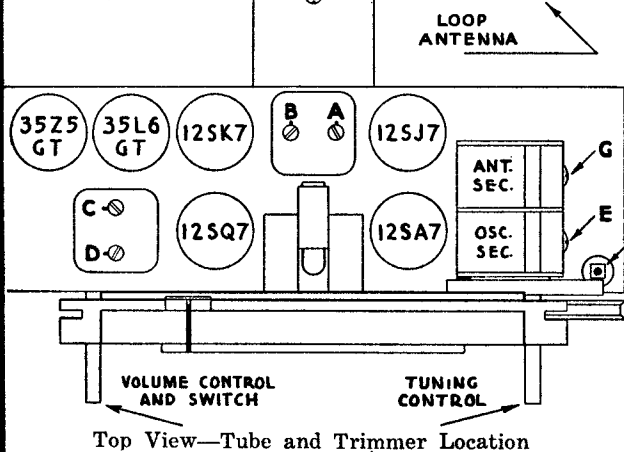 LOOP
ANTENNA
35Z5
GT
35L6
GT
12SK7
B A
12SJ7
ANT.
SEC.
G
C
D
12SQ7
12SA7
OSC.
SEC.
E
VOLUME CONTROL
AND SWITCH
TUNING
CONTROL
Top View—Tube and Trimmer Location